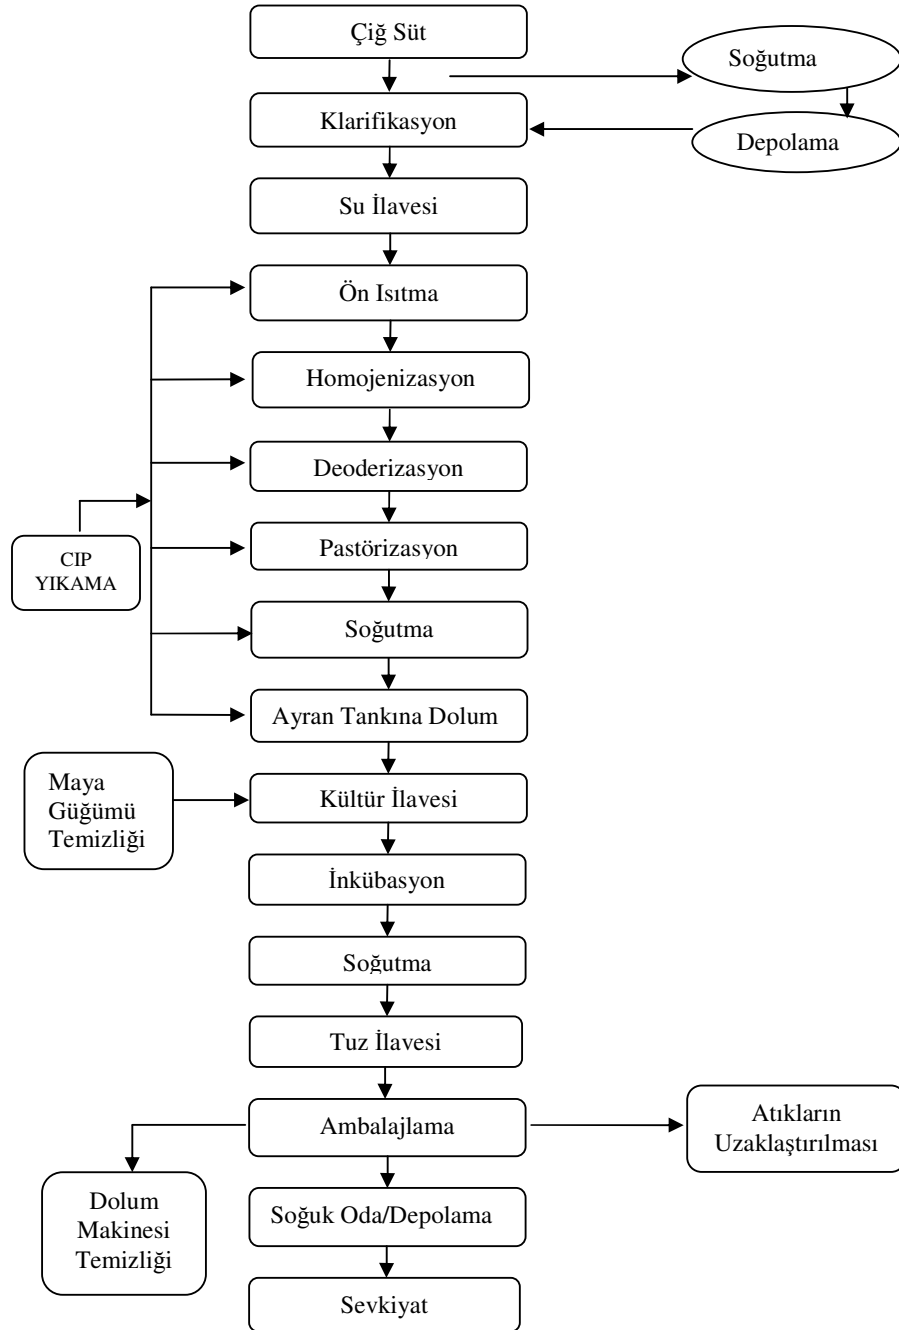 Çiğ Süt
Soğutma
Klarifikasyon
Depolama
Su İlavesi
Ön Isıtma
Homojenizasyon
Deoderizasyon
CIP
YIKAMA
Pastörizasyon
Soğutma
Ayran Tankına Dolum
Maya
Güğümü
Temizliği
Kültür İlavesi
İnkübasyon
Soğutma
Tuz İlavesi
Ambalajlama
Atıkların
Uzaklaştırılması
Dolum
Makinesi
Temizliği
Soğuk Oda/Depolama
Sevkiyat